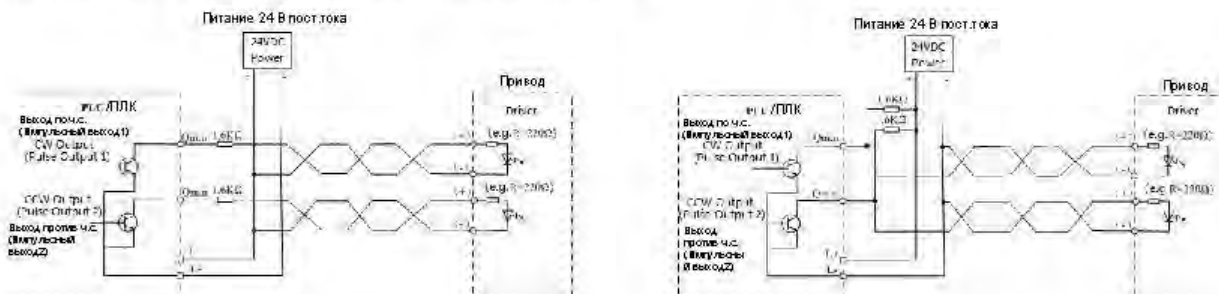 Питание 24 В пост.тока
24VDC
Power
Привод
Driver
PLC/ПЛК
Выход по ч.с.
(Импульсный выход1)
CW Output
(Pulse Output 1)
1.6KΩ
(e.g. R=220Ω)
CCW Output
(Pulse Output 2)
Выход против ч.с.
(Импульсный
выход2)
1.6KΩ
(e.g. R=220Ω)
Питание 24 В пост.тока
24VDC
Power
Привод
Driver
PLC/ПЛК
Выход по ч.с.
(Импульсный выход1)
CW Output
(Pulse Output 1)
1.6KΩ
(e.g. R=220Ω)
CCW Output
(Pulse Output 2)
Выход
против ч.с.
(Импульсны
й выход2)
(e.g. R=220Ω)